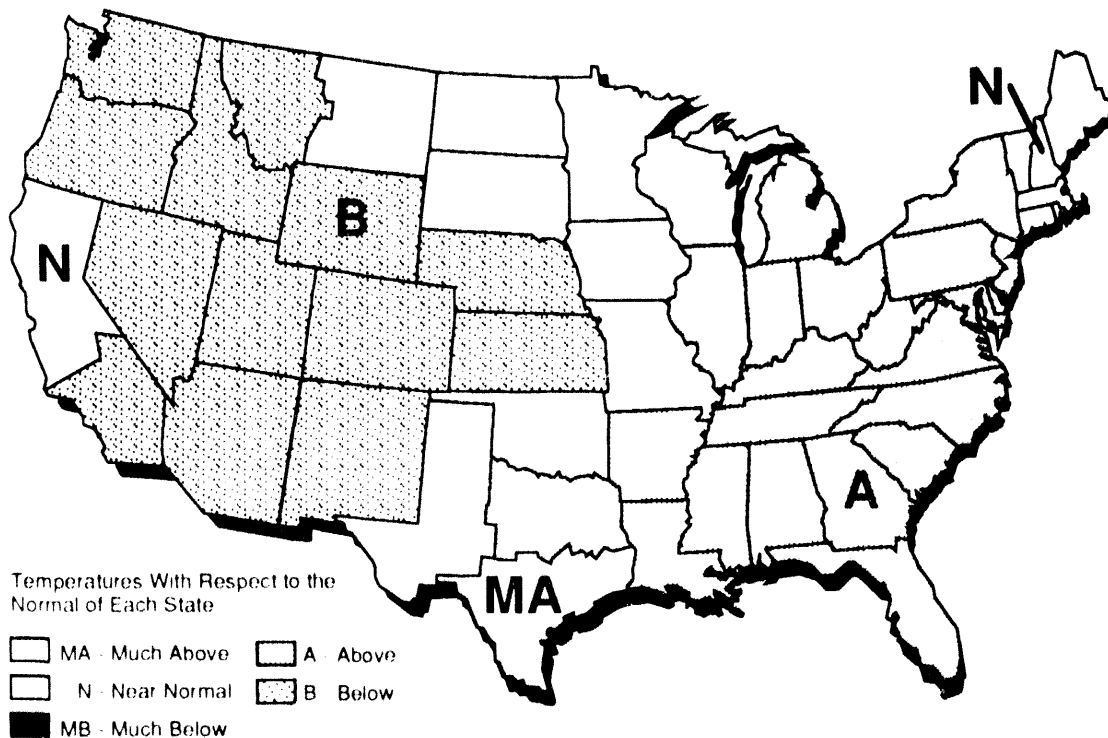 N
B
N
A
MA
Temperatures With Respect to the
Normal of Each State
MA - Much Above
A - Above
N - Near Normal
B Below
MB - Much Below